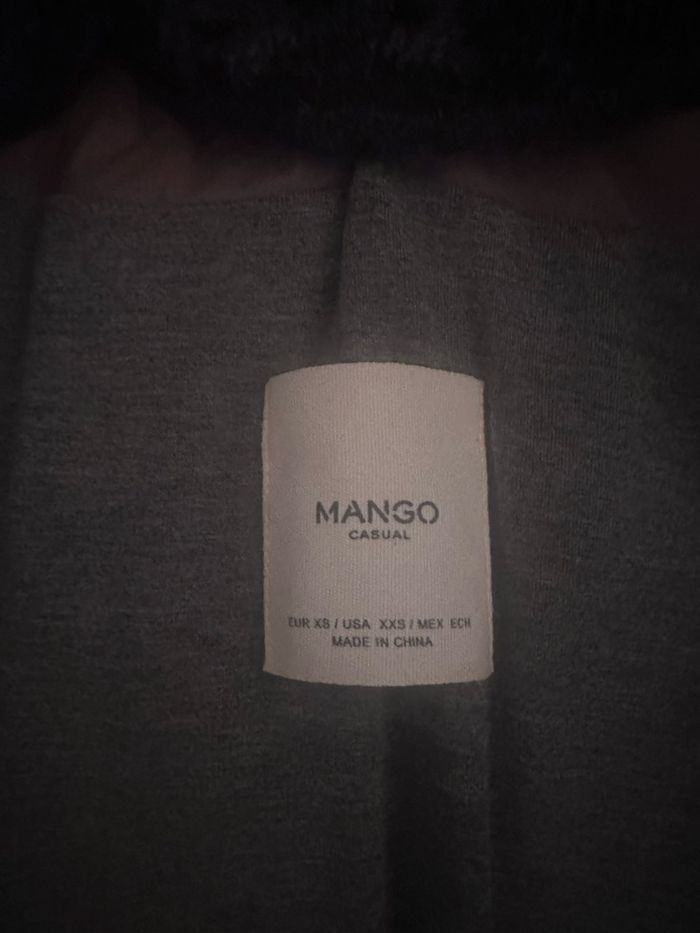 MANGO
CASUAL
EUR XS / USA XXS / MEX ECH
MADE IN CHINA